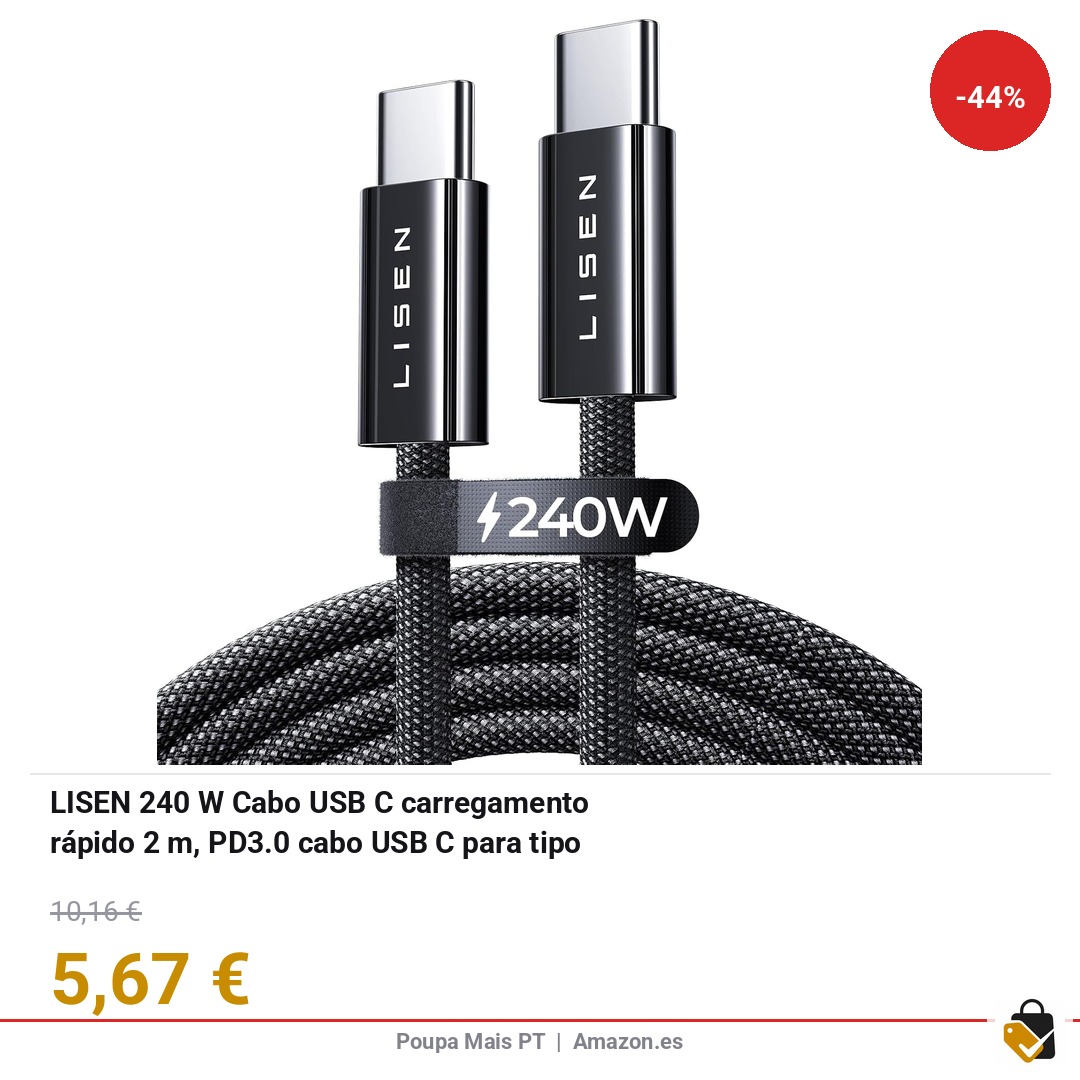 -44%
LISEN
LISEN
240W
LISEN 240 W Cabo USB C carregamento
rápido 2 m, PD3.0 cabo USB C para tipo
10,16 €
5,67 €
Poupa Mais PT | Amazon.es